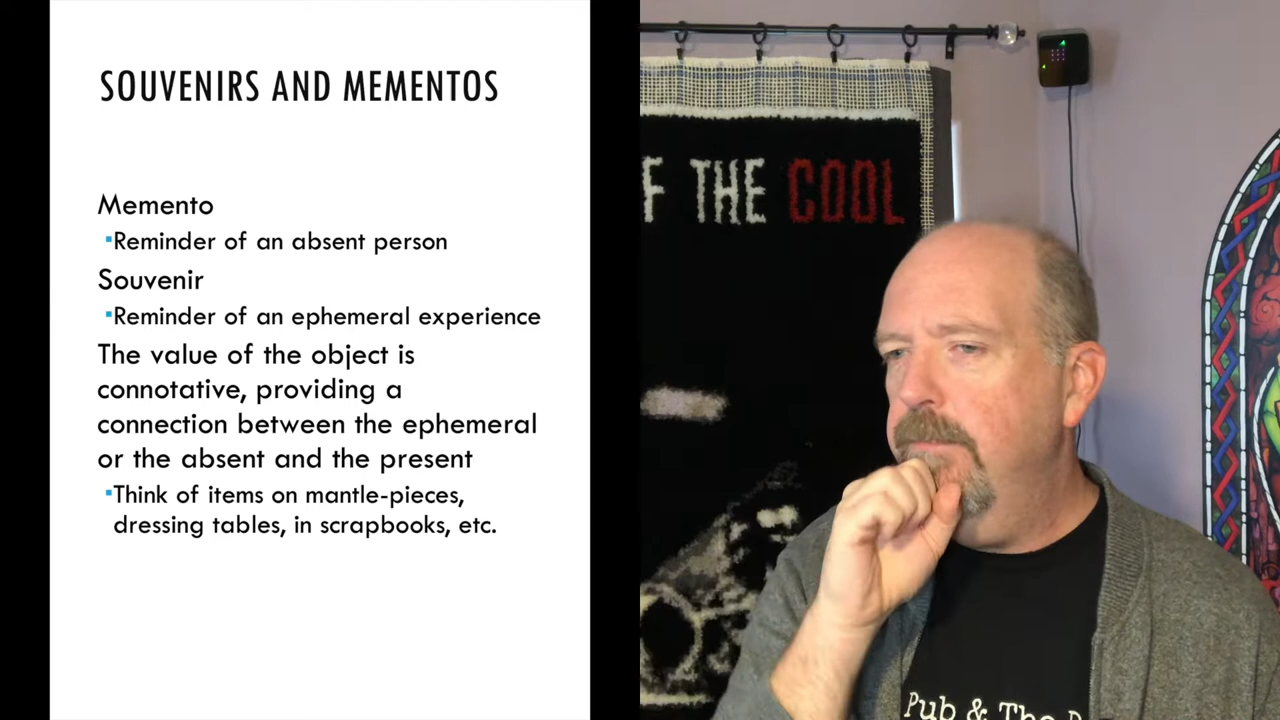 SOUVENIRS AND MEMENTOS
Memento
▪Reminder of an absent person
Souvenir
▪Reminder of an ephemeral experience
The value of the object is
connotative, providing a
connection between the ephemeral
or the absent and the present
▪Think of items on mantle-pieces,
dressing tables, in scrapbooks, etc.
F THE COOL
Pub & The